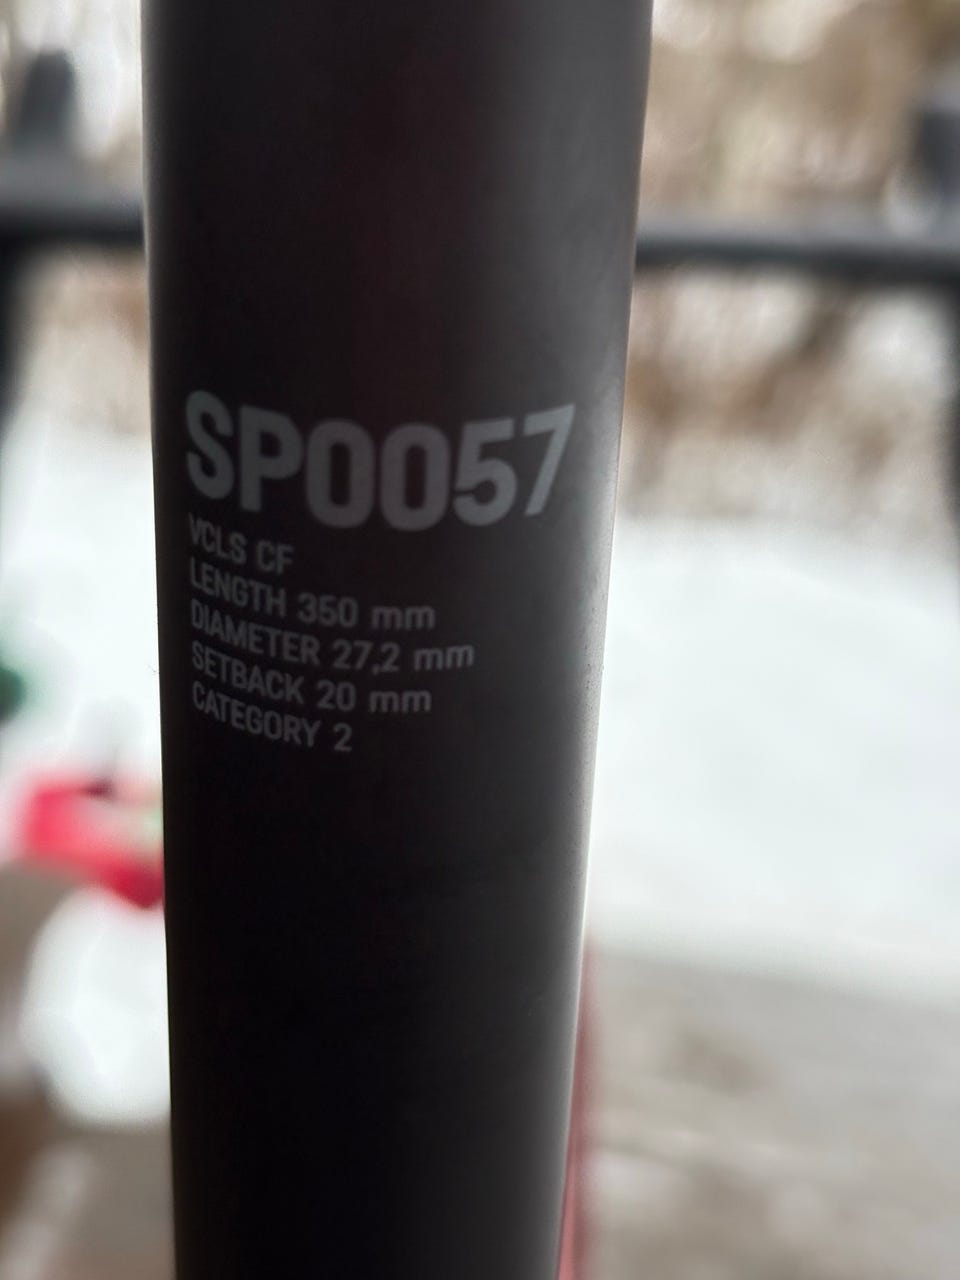 SP0057
VCLS CF
LENGTH 350 mm
DIAMETER 27,2 mm
SETBACK 20 mm
CATEGORY 2